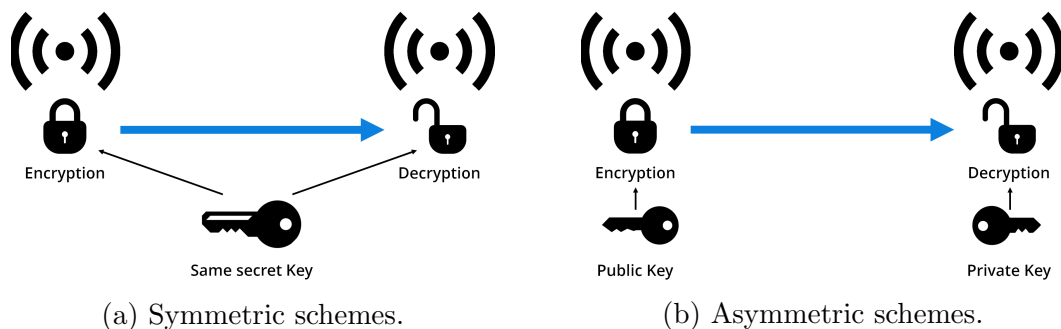 Encryption
Decryption
Same secret Key
(a) Symmetric schemes.
Encryption
Decryption
Public Key
Private Key
(b) Asymmetric schemes.